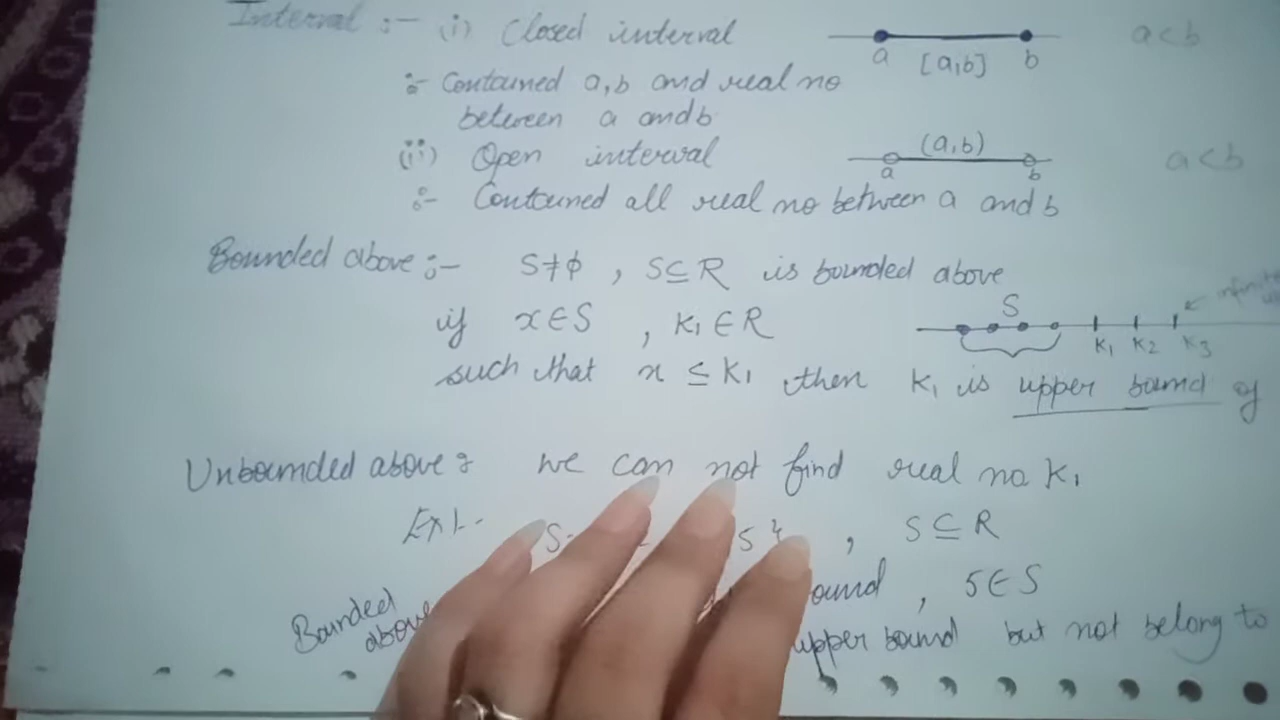 Interval :- (i) Closed interval a [a,b] b a<b
:- Contained a,b and real no
between a and b
(ii) Open interval (a,b) a b a<b
:- Contained all real no between a and b
Bounded above :- S≠ϕ , S⊆R is bounded above
if x∈S , K₁∈R S
such that x ≤ K₁ then K₁ is upper bound of K₁ K₂ K₃
Unbounded above : we can not find real no K₁
Ex1- S 5} , S⊆R
Bounded above 5∈S
upper bound but not belong to